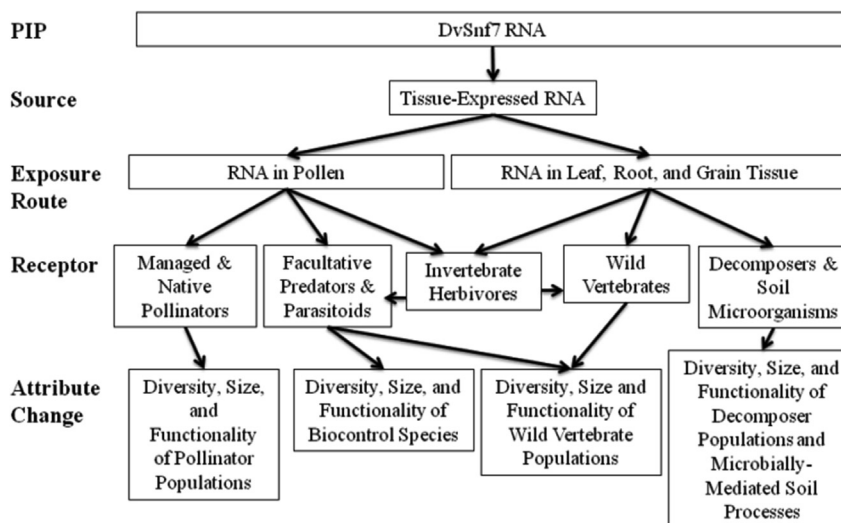 PIP
DvSnf7 RNA
Source
Tissue-Expressed RNA
Exposure
Route
RNA in Pollen
RNA in Leaf, Root, and Grain Tissue
Receptor
Managed &
Native
Pollinators
Facultative
Predators &
Parasitoids
Invertebrate
Herbivores
Wild
Vertebrates
Decomposers &
Soil
Microorganisms
Attribute
Change
Diversity, Size,
and
Functionality
of Pollinator
Populations
Diversity, Size, and
Functionality of
Biocontrol Species
Diversity, Size and
Functionality of
Wild Vertebrate
Populations
Diversity, Size, and
Functionality of
Decomposer
Populations and
Microbially-
Mediated Soil
Processes